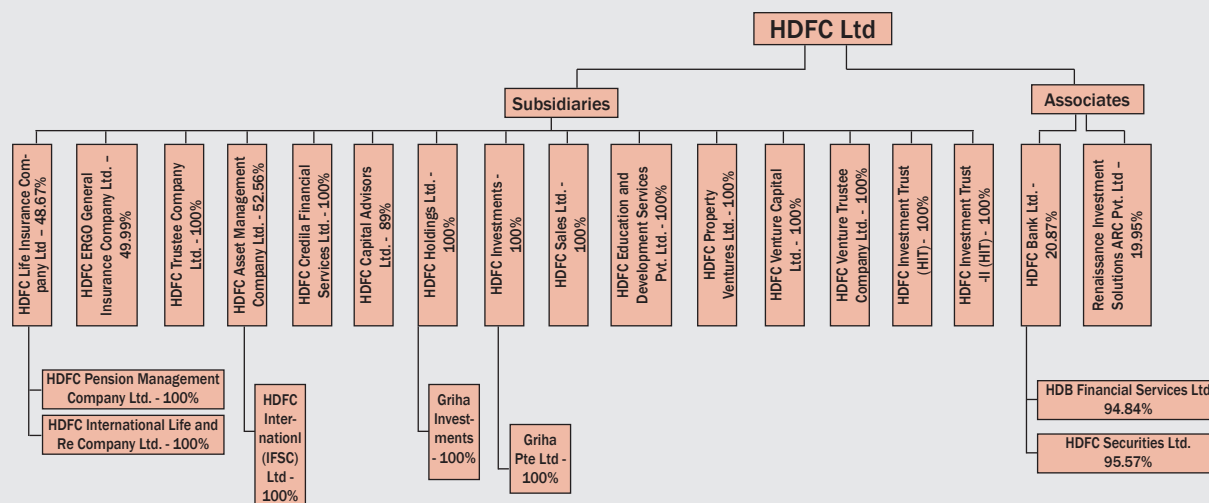 HDFC Ltd
Subsidiaries
Associates
HDFC Life Insurance Com-
pany Ltd – 48.67%
HDFC ERGO General
Insurance Company Ltd. –
49.99%
HDFC Trustee Company
Ltd. - 100%
HDFC Asset Management
Company Ltd. - 52.56%
HDFC Credila Financial
Services Ltd. - 100%
HDFC Capital Advisors
Ltd. - 89%
HDFC Holdings Ltd. -
100%
HDFC Investments -
100%
HDFC Sales Ltd. -
100%
HDFC Education and
Development Services
Pvt. Ltd. - 100%
HDFC Property
Ventures Ltd. - 100%
HDFC Venture Capital
Ltd. - 100%
HDFC Venture Trustee
Company Ltd. - 100%
HDFC Investment Trust
(HIT) - 100%
HDFC Investment Trust
-II (HIT) - 100%
HDFC Bank Ltd. -
20.87%
Renaissance Investment
Solutions ARC Pvt. Ltd –
19.95%
HDFC Pension Management
Company Ltd. - 100%
HDFC International Life and
Re Company Ltd. - 100%
HDFC
Inter-
nationl
(IFSC)
Ltd -
100%
Griha
Invest-
ments
- 100%
Griha
Pte Ltd -
100%
HDB Financial Services Ltd
94.84%
HDFC Securities Ltd.
95.57%